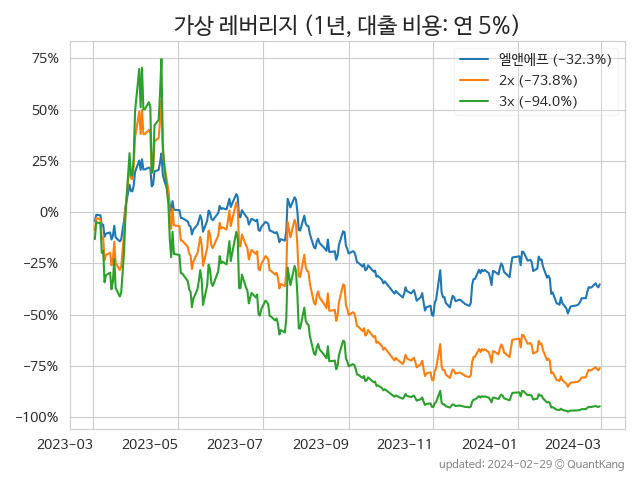 가상 레버리지 (1년, 대출 비용: 연 5%)
엘앤에프 (−32.3%)
2x (−73.8%)
3x (−94.0%)
75%
50%
25%
0%
−25%
−50%
−75%
−100%
2023-03 2023-05 2023-07 2023-09 2023-11 2024-01 2024-03
updated: 2024-02-29 © QuantKang